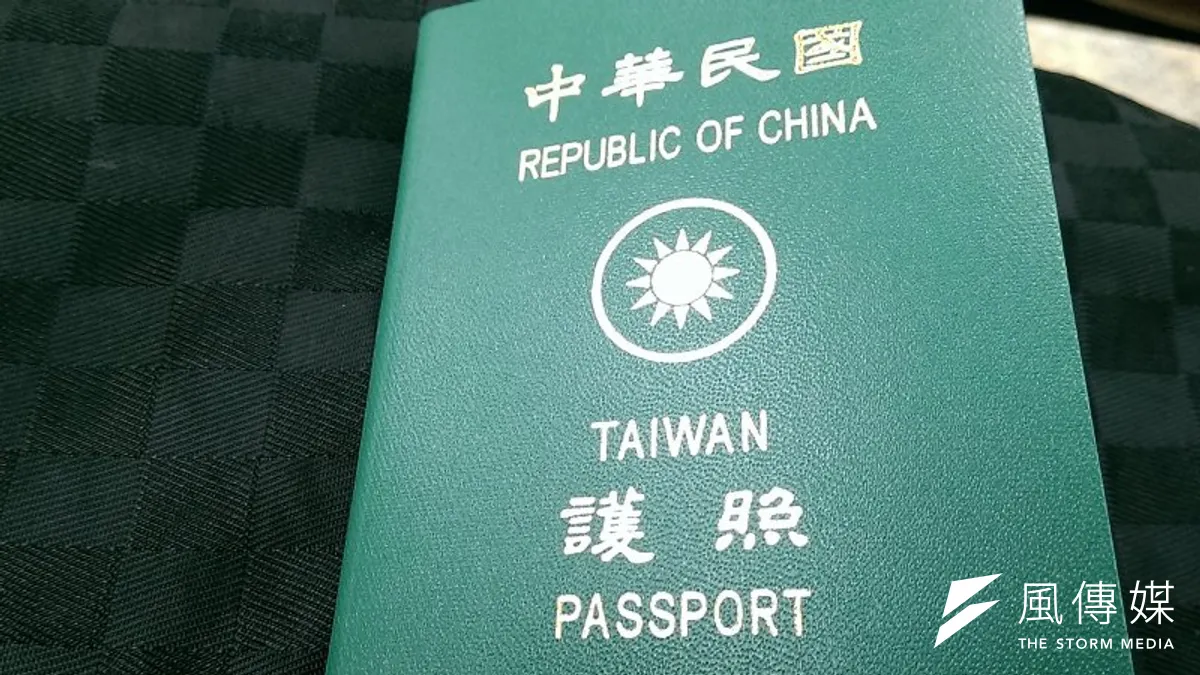 中華民國
REPUBLIC OF CHINA
TAIWAN
護照
PASSPORT
風傳媒
THE STORM MEDIA